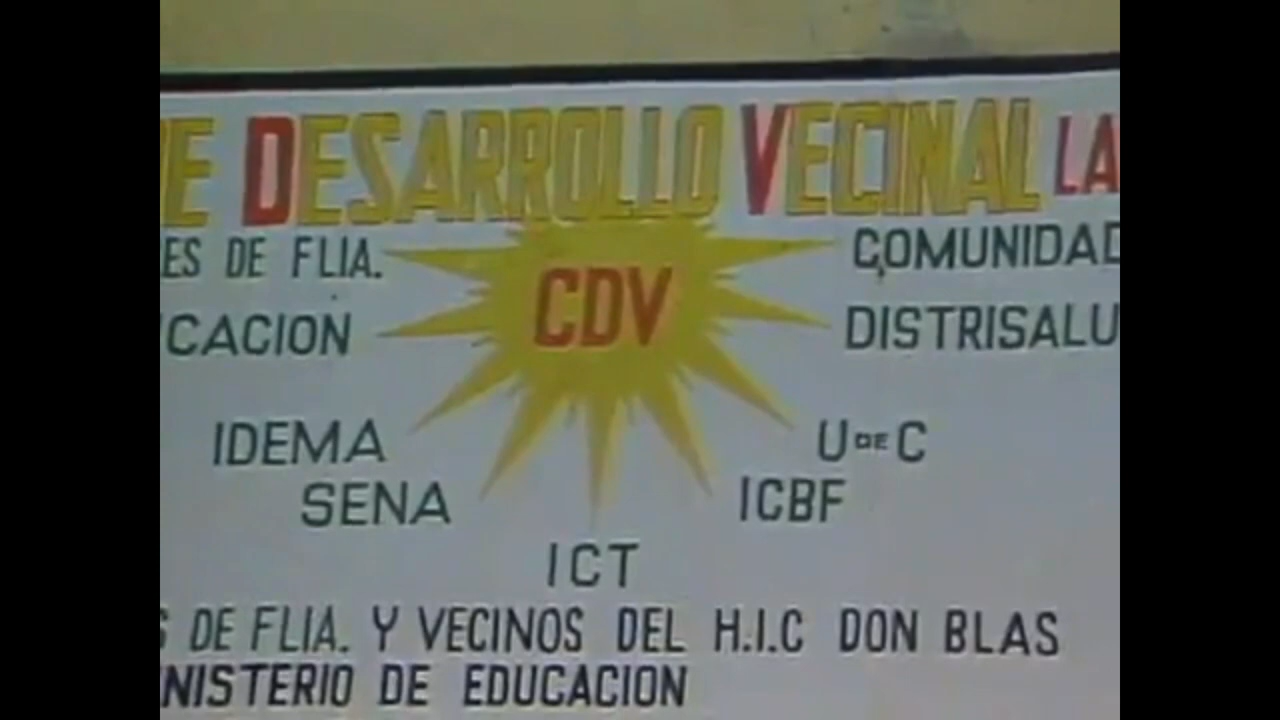 E DESARROLLO VECINAL LA
ES DE FLIA. CDV COMUNIDAD
CACION DISTRISALU
IDEMA U DE C
SENA ICBF
ICT
S DE FLIA. Y VECINOS DEL H.I.C DON BLAS
NISTERIO DE EDUCACION